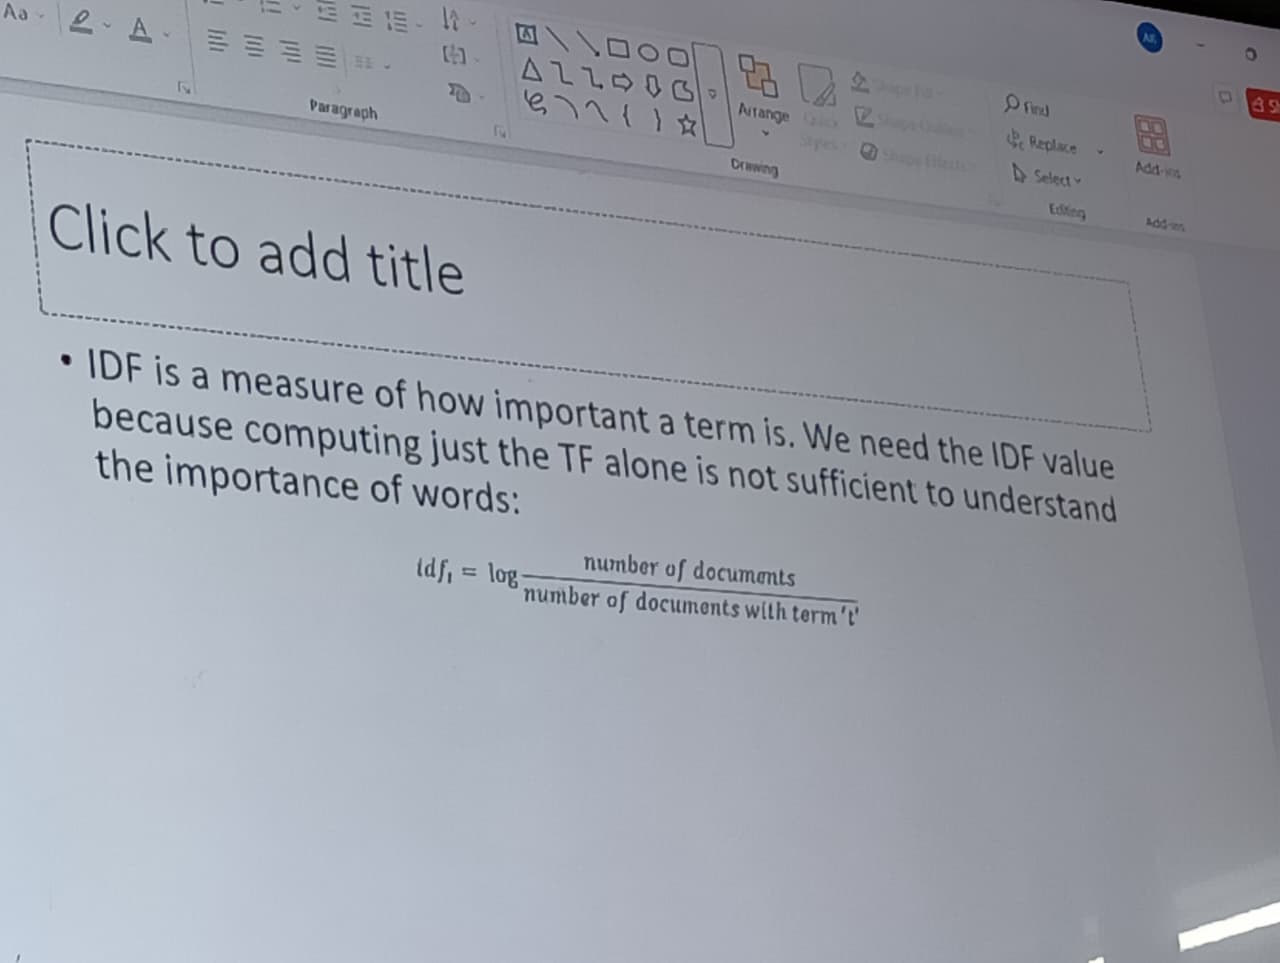 Aa
A
Paragraph
Arrange
Quick
Styles
Drawing
Shape Fill
Shape Outline
Shape Effects
Find
Replace
Select
Editing
Add-ins
Add-ins
Click to add title
• IDF is a measure of how important a term is. We need the IDF value
because computing just the TF alone is not sufficient to understand
the importance of words:
number of documents
idfₜ = log
number of documents with term 't'